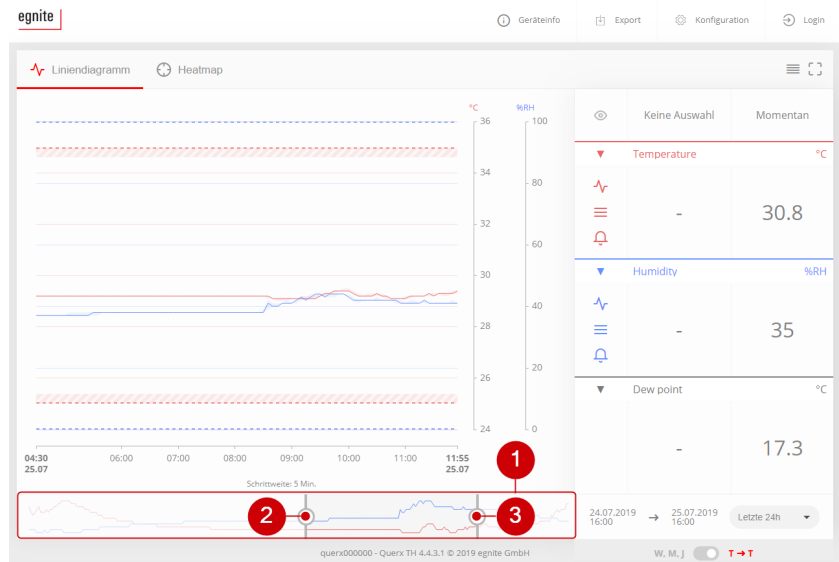 egnite
Geräteinfo
Export
Konfiguration
Login
Liniendiagramm
Heatmap
°C
%RH
36
100
34
80
32
60
30
40
28
26
20
24
0
04:30
25.07
06:00
07:00
08:00
09:00
10:00
11:00
11:55
25.07
Schrittweite: 5 Min.
1
2
3
Keine Auswahl
Momentan
Temperature
°C
-
30.8
Humidity
%RH
-
35
Dew point
°C
-
17.3
24.07.2019
16:00
→
25.07.2019
16:00
Letzte 24h
querx000000 - Querx TH 4.4.3.1 © 2019 egnite GmbH
W, M, J
T→T